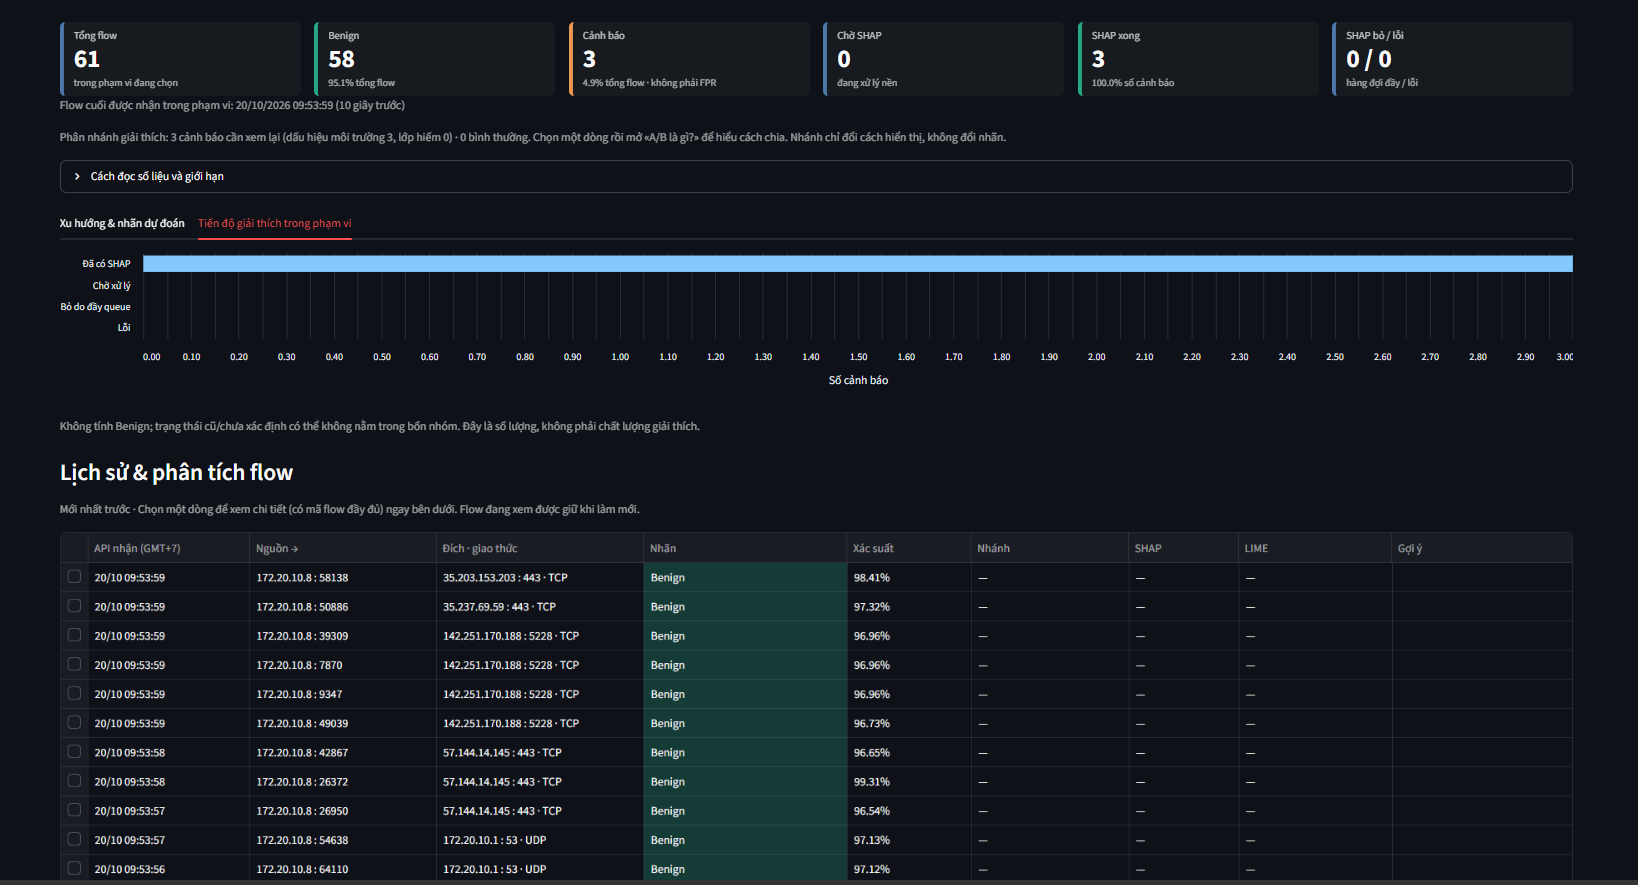 Tổng flow
61
trong phạm vi đang chọn
Benign
58
95.1% tổng flow
Cảnh báo
3
4.9% tổng flow · không phải FPR
Chờ SHAP
0
đang xử lý nền
SHAP xong
3
100.0% số cảnh báo
SHAP bỏ / lỗi
0 / 0
hàng đợi đầy / lỗi
Flow cuối được nhận trong phạm vi: 20/10/2026 09:53:59 (10 giây trước)
Phân nhánh giải thích: 3 cảnh báo cần xem lại (dấu hiệu môi trường 3, lớp hiếm 0) · 0 bình thường. Chọn một dòng rồi mở «A/B là gì?» để hiểu cách chia. Nhánh chỉ đổi cách hiển thị, không đổi nhãn.
Cách đọc số liệu và giới hạn
Xu hướng & nhãn dự đoán Tiến độ giải thích trong phạm vi
Đã có SHAP
Chờ xử lý
Bỏ do đầy queue
Lỗi
0.00 0.10 0.20 0.30 0.40 0.50 0.60 0.70 0.80 0.90 1.00 1.10 1.20 1.30 1.40 1.50 1.60 1.70 1.80 1.90 2.00 2.10 2.20 2.30 2.40 2.50 2.60 2.70 2.80 2.90 3.00
Số cảnh báo
Không tính Benign; trạng thái cũ/chưa xác định có thể không nằm trong bốn nhóm. Đây là số lượng, không phải chất lượng giải thích.
Lịch sử & phân tích flow
Mới nhất trước · Chọn một dòng để xem chi tiết (có mã flow đầy đủ) ngay bên dưới. Flow đang xem được giữ khi làm mới.
API nhận (GMT+7) Nguồn → Đích · giao thức Nhãn Xác suất Nhánh SHAP LIME Gợi ý
20/10 09:53:59 172.20.10.8 : 58138 35.203.153.203 : 443 · TCP Benign 98.41% — — —
20/10 09:53:59 172.20.10.8 : 50886 35.237.69.59 : 443 · TCP Benign 97.32% — — —
20/10 09:53:59 172.20.10.8 : 39309 142.251.170.188 : 5228 · TCP Benign 96.96% — — —
20/10 09:53:59 172.20.10.8 : 7870 142.251.170.188 : 5228 · TCP Benign 96.96% — — —
20/10 09:53:59 172.20.10.8 : 9347 142.251.170.188 : 5228 · TCP Benign 96.96% — — —
20/10 09:53:59 172.20.10.8 : 49039 142.251.170.188 : 5228 · TCP Benign 96.73% — — —
20/10 09:53:58 172.20.10.8 : 42867 57.144.14.145 : 443 · TCP Benign 96.65% — — —
20/10 09:53:58 172.20.10.8 : 26372 57.144.14.145 : 443 · TCP Benign 99.31% — — —
20/10 09:53:57 172.20.10.8 : 26950 57.144.14.145 : 443 · TCP Benign 96.54% — — —
20/10 09:53:57 172.20.10.8 : 54638 172.20.10.1 : 53 · UDP Benign 97.13% — — —
20/10 09:53:56 172.20.10.8 : 64110 172.20.10.1 : 53 · UDP Benign 97.12% — — —